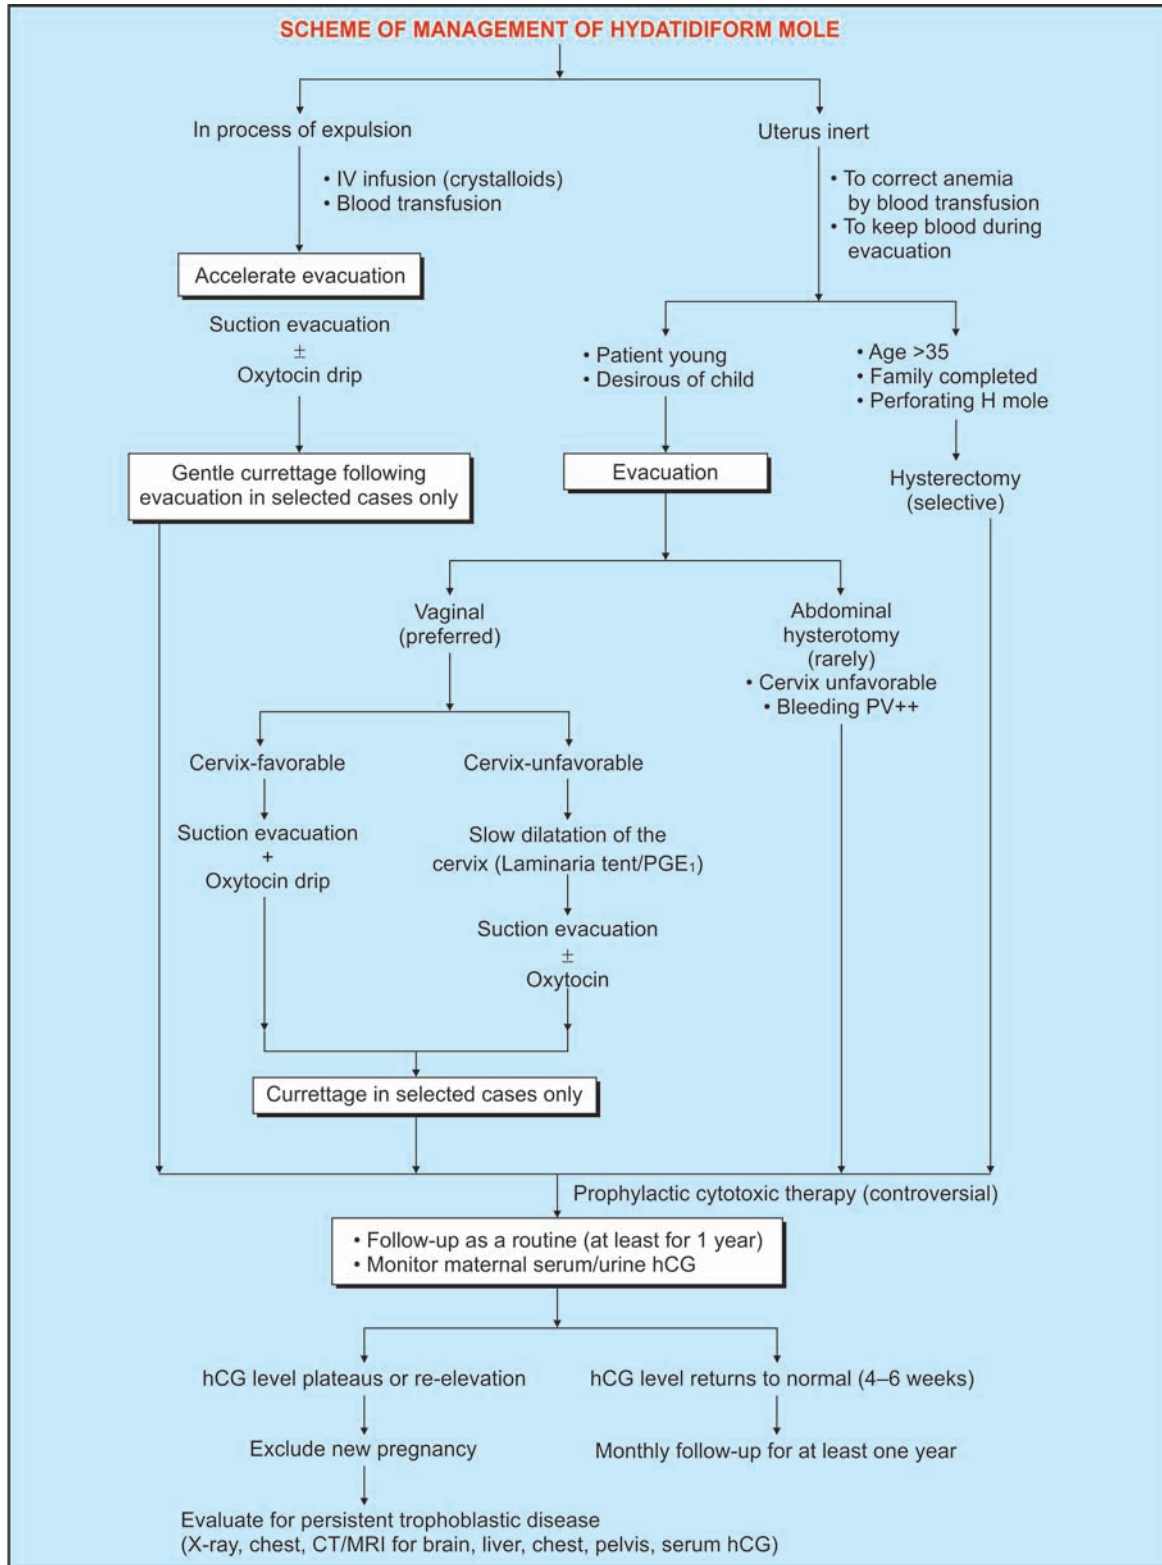 SCHEME OF MANAGEMENT OF HYDATIDIFORM MOLE
In process of expulsion
• IV infusion (crystalloids)
• Blood transfusion
Accelerate evacuation
Suction evacuation
±
Oxytocin drip
Gentle currettage following
evacuation in selected cases only
Uterus inert
• To correct anemia
by blood transfusion
• To keep blood during
evacuation
• Patient young
• Desirous of child
Evacuation
• Age >35
• Family completed
• Perforating H mole
Hysterectomy
(selective)
Vaginal
(preferred)
Abdominal
hysterotomy
(rarely)
• Cervix unfavorable
• Bleeding PV++
Cervix-favorable
Suction evacuation
+
Oxytocin drip
Cervix-unfavorable
Slow dilatation of the
cervix (Laminaria tent/PGE₁)
Suction evacuation
±
Oxytocin
Currettage in selected cases only
Prophylactic cytotoxic therapy (controversial)
• Follow-up as a routine (at least for 1 year)
• Monitor maternal serum/urine hCG
hCG level plateaus or re-elevation
Exclude new pregnancy
Evaluate for persistent trophoblastic disease
(X-ray, chest, CT/MRI for brain, liver, chest, pelvis, serum hCG)
hCG level returns to normal (4–6 weeks)
Monthly follow-up for at least one year